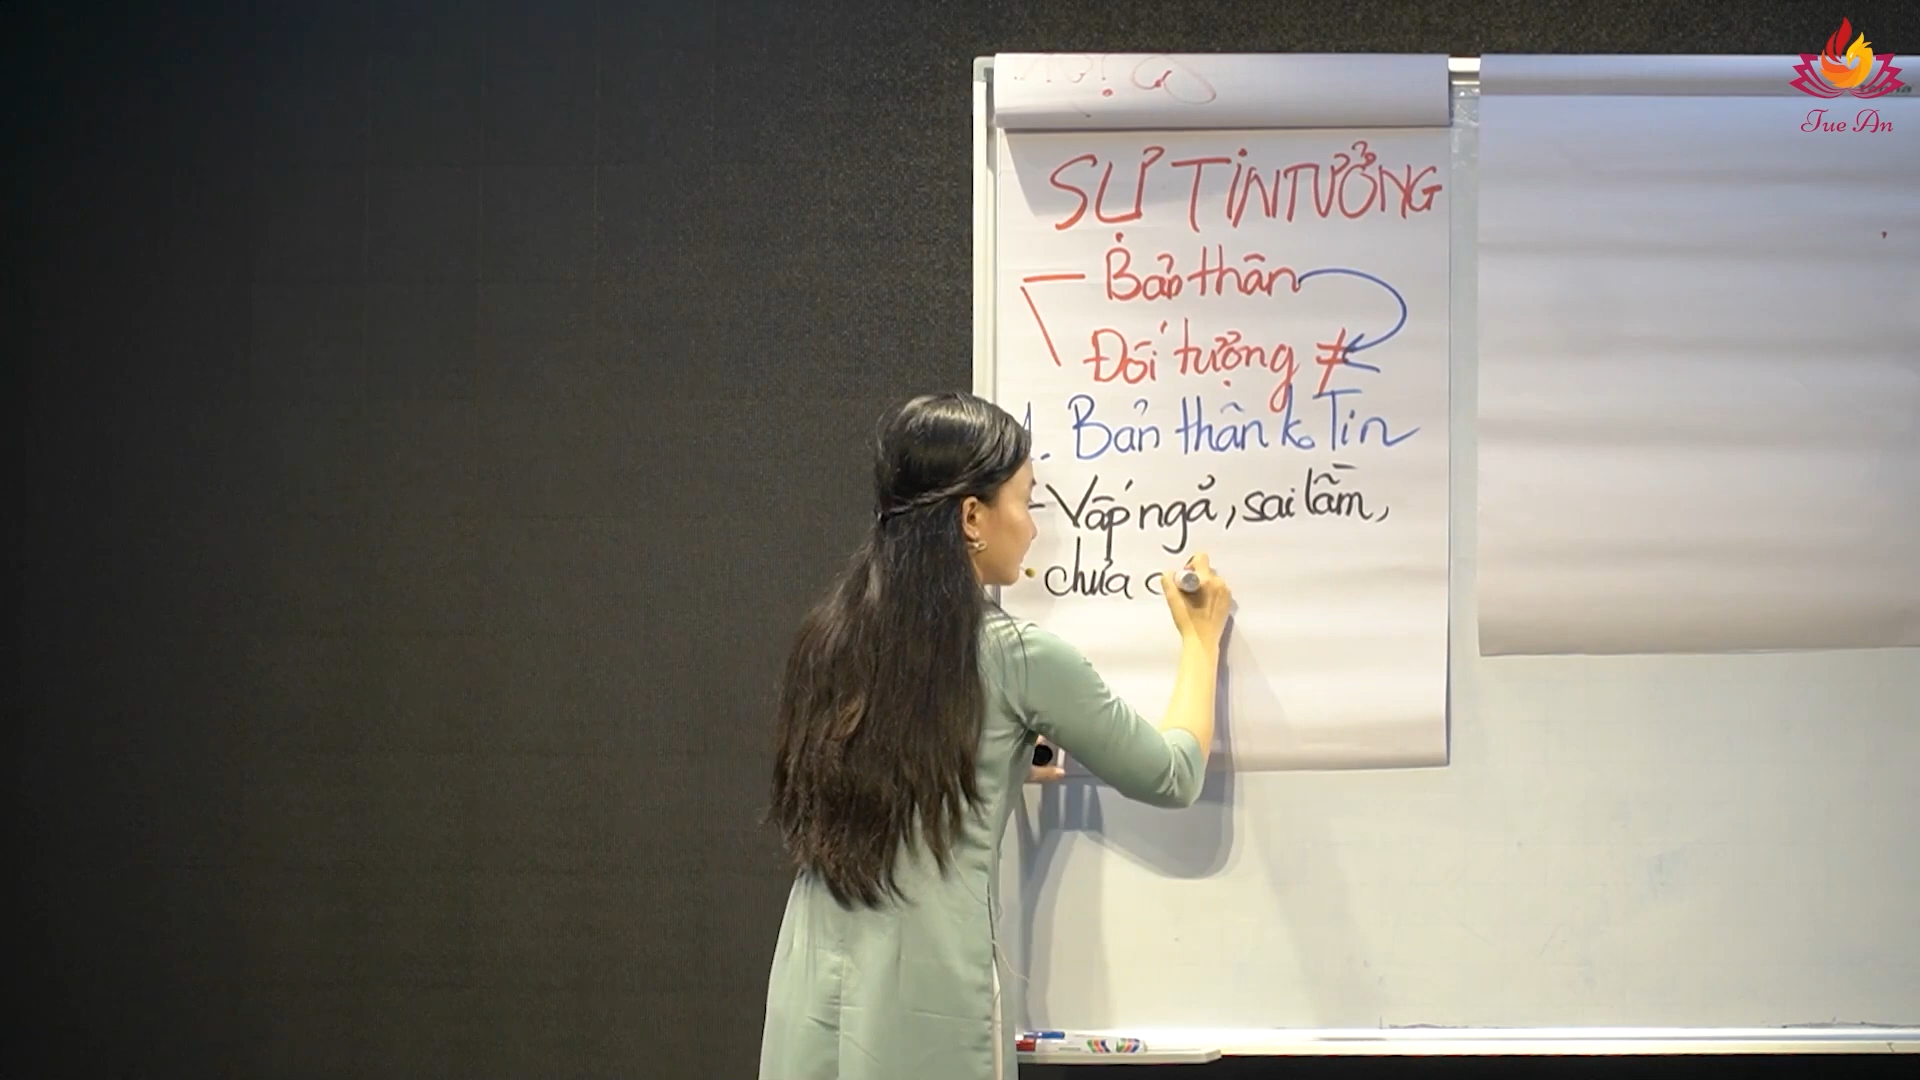 Tue An
SỰ TIN TƯỞNG
Bản thân
Đối tượng ≠
1. Bản thân k. Tin
- Vấp ngã, sai lầm,
chưa c